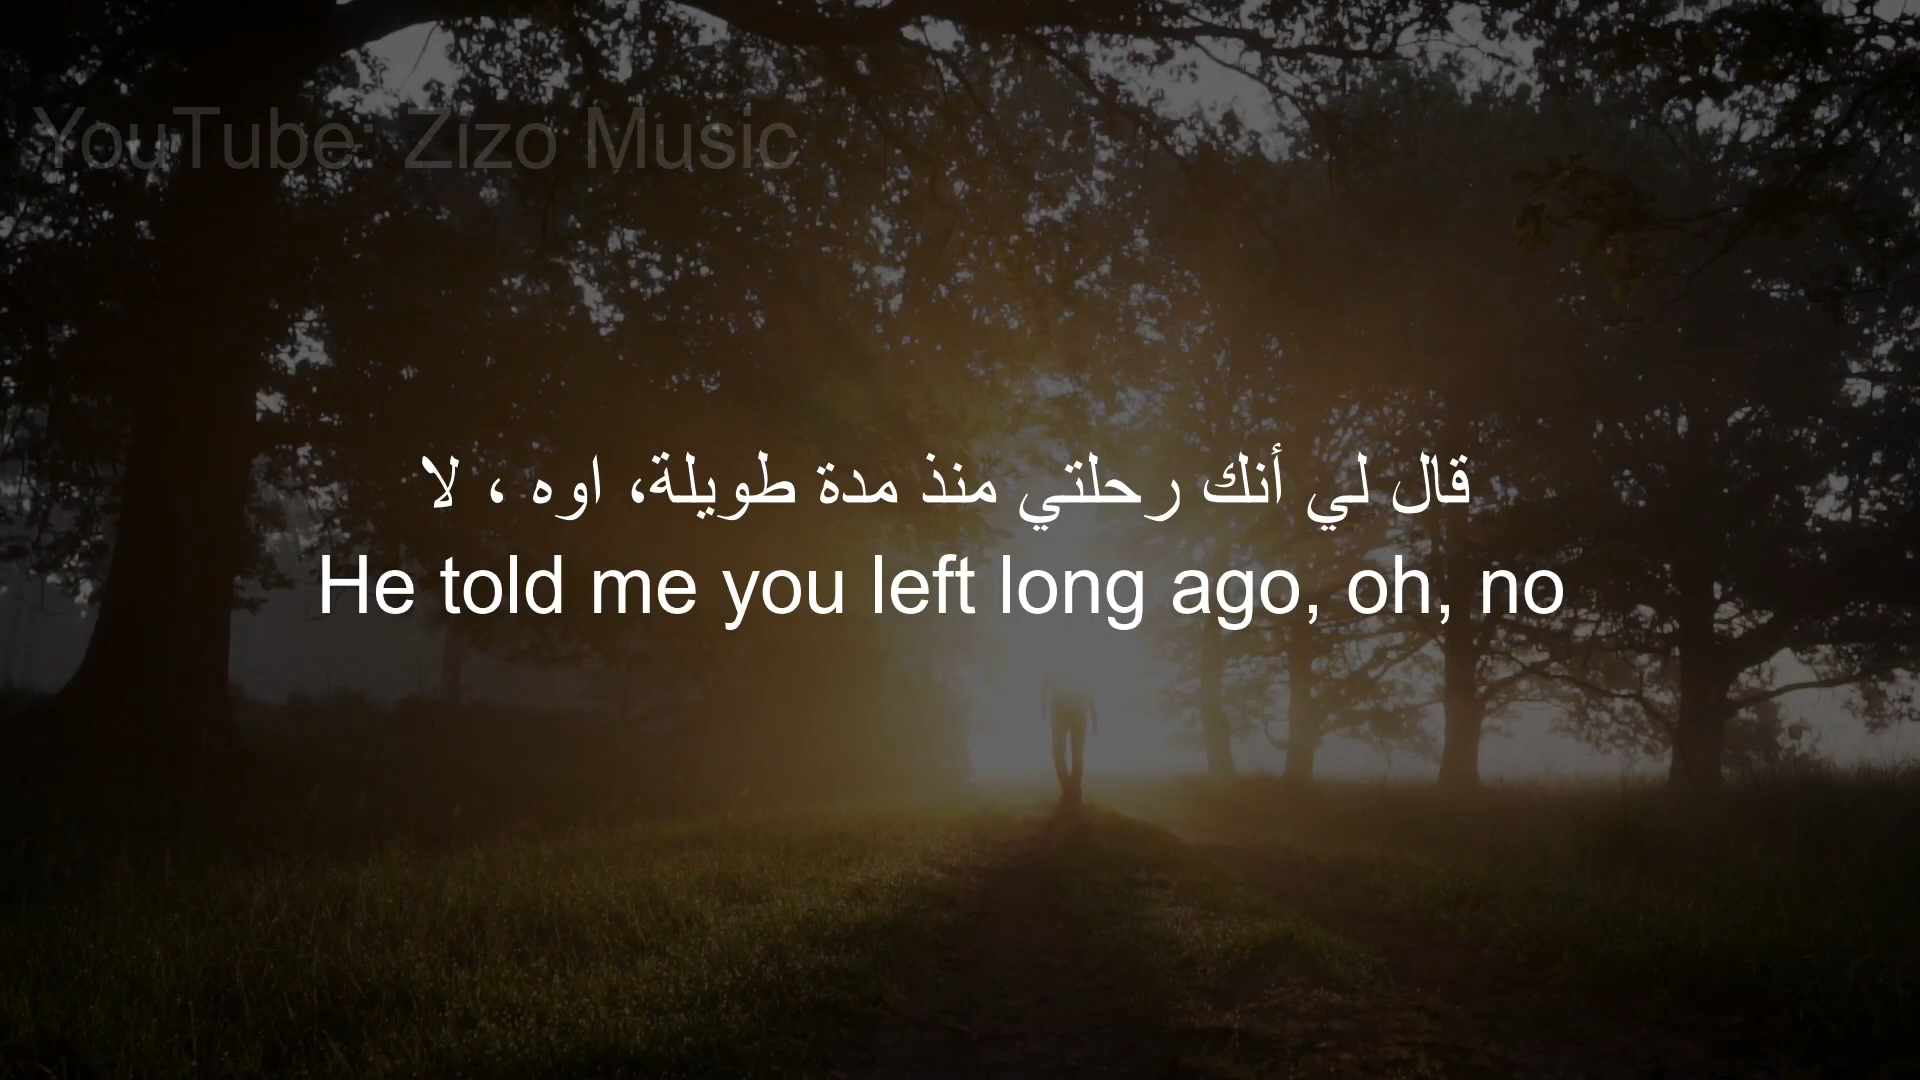 YouTube: Zizo Music
قال لي أنك رحلتي منذ مدة طويلة، اوه ، لا
He told me you left long ago, oh, no